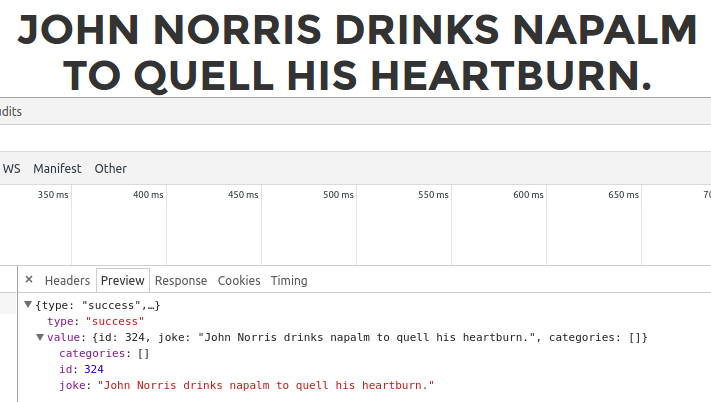 JOHN NORRIS DRINKS NAPALM
TO QUELL HIS HEARTBURN.
WS Manifest Other
350 ms 400 ms 450 ms 500 ms 550 ms 600 ms 650 ms
× Headers Preview Response Cookies Timing
{type: "success",…}
type: "success"
value: {id: 324, joke: "John Norris drinks napalm to quell his heartburn.", categories: []}
categories: []
id: 324
joke: "John Norris drinks napalm to quell his heartburn."